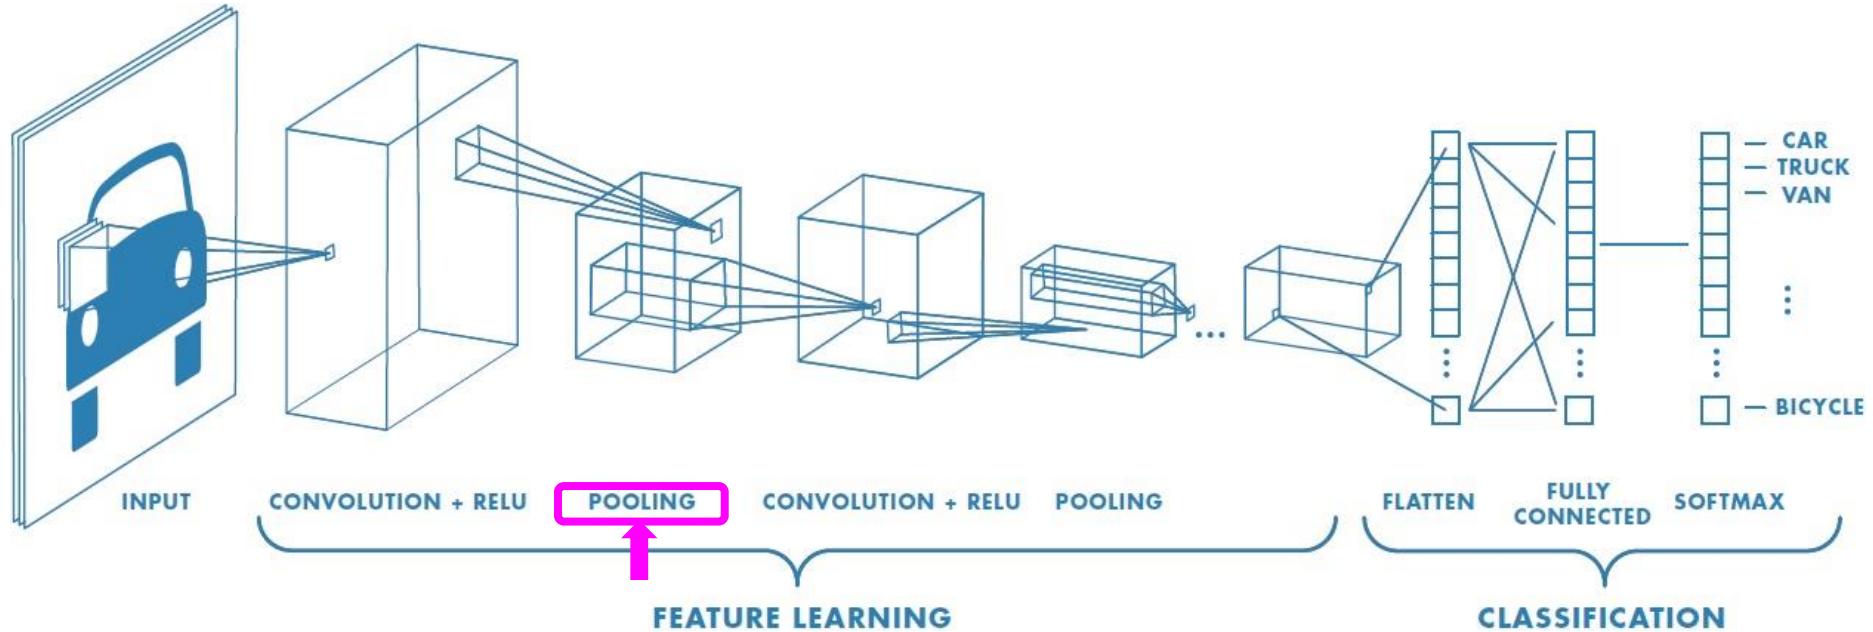 CAR
TRUCK
VAN
BICYCLE
INPUT
CONVOLUTION + RELU
POOLING
CONVOLUTION + RELU
POOLING
FLATTEN
FULLY
CONNECTED
SOFTMAX
FEATURE LEARNING
CLASSIFICATION